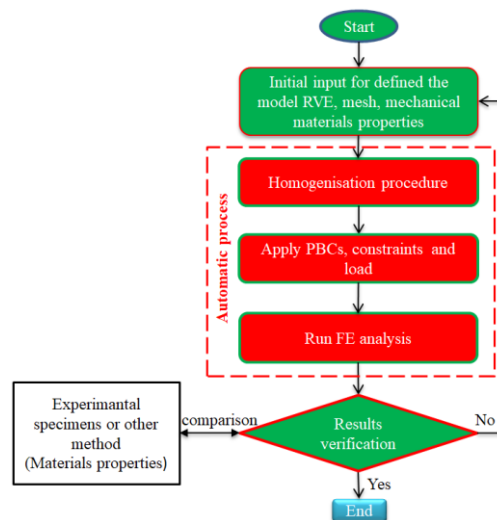 Start
Initial input for defined the
model RVE, mesh, mechanical
materials properties
Automatic process
Homogenisation procedure
Apply PBCs, constraints and
load
Run FE analysis
Experimantal
specimens or other
method
(Materials properties)
comparison
Results
verification
No
Yes
End